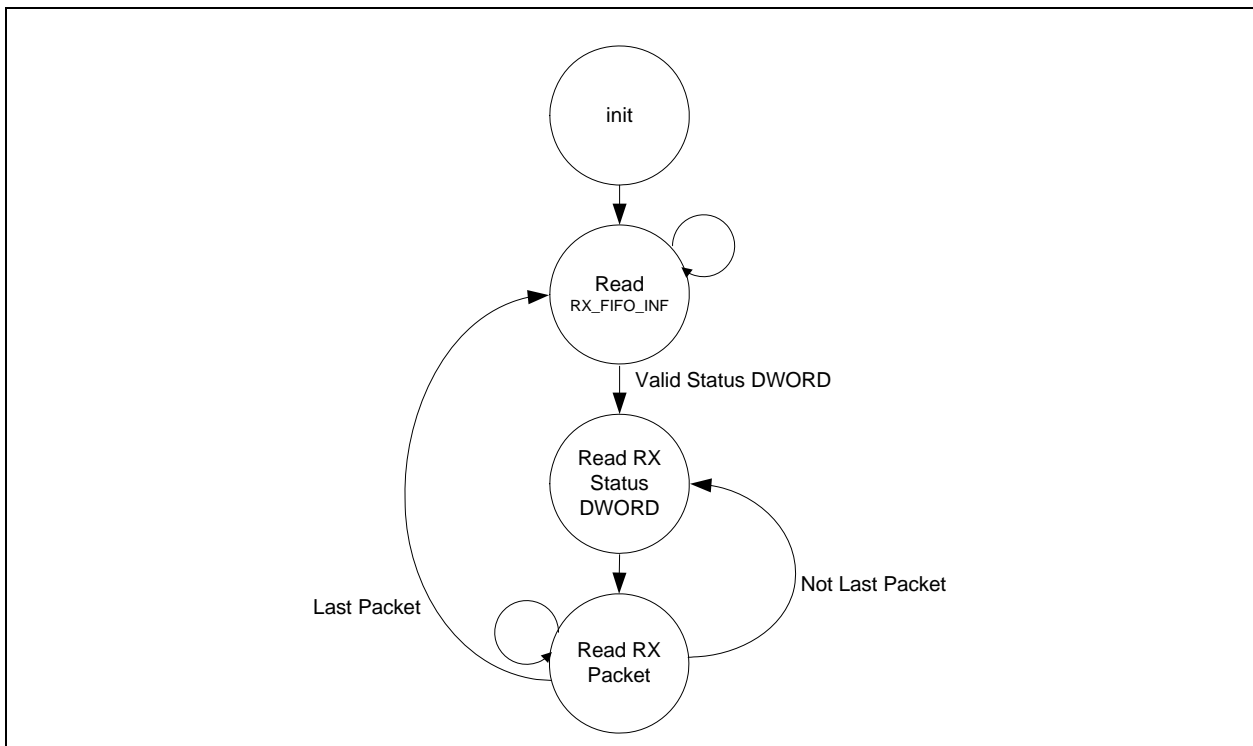 init
Read
RX_FIFO_INF
Valid Status DWORD
Read RX
Status
DWORD
Not Last Packet
Last Packet
Read RX
Packet